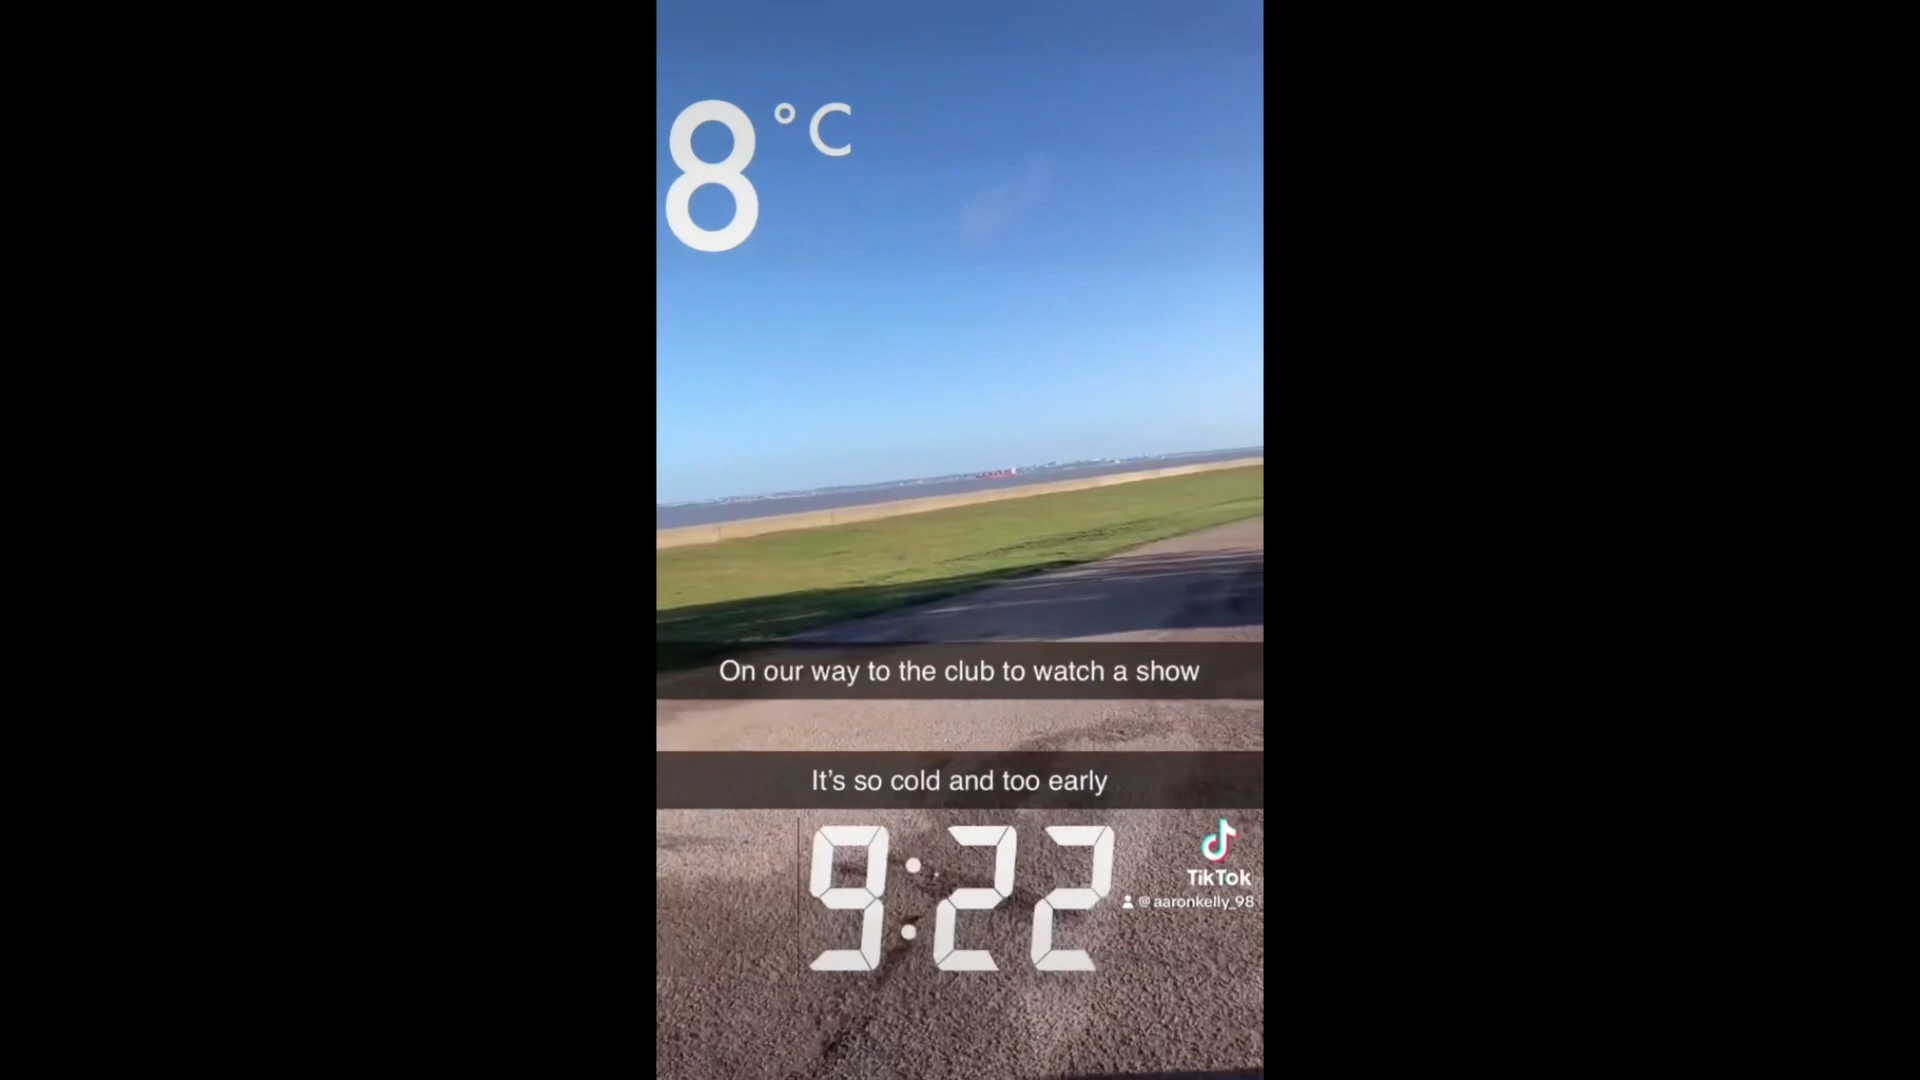 8°C
On our way to the club to watch a show
It's so cold and too early
9:22
TikTok
@aaronkelly_98